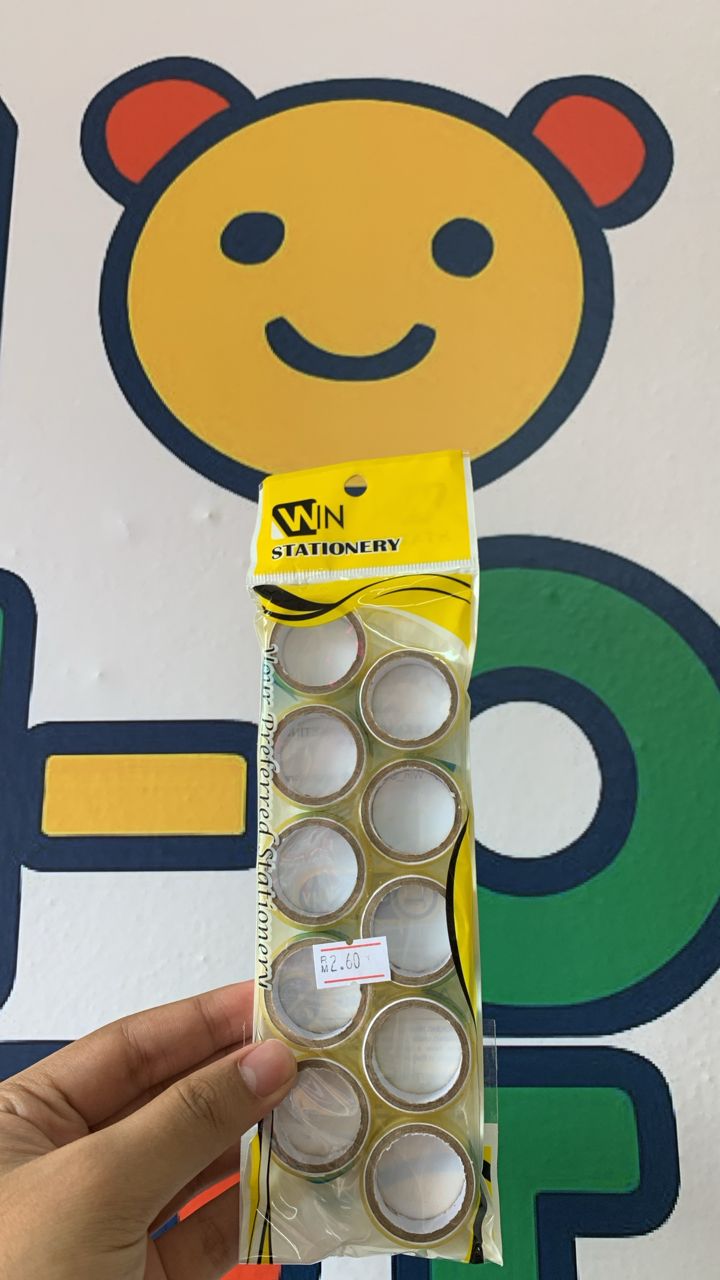 WIN
STATIONERY
Your Preferred Stationery
RM2.60